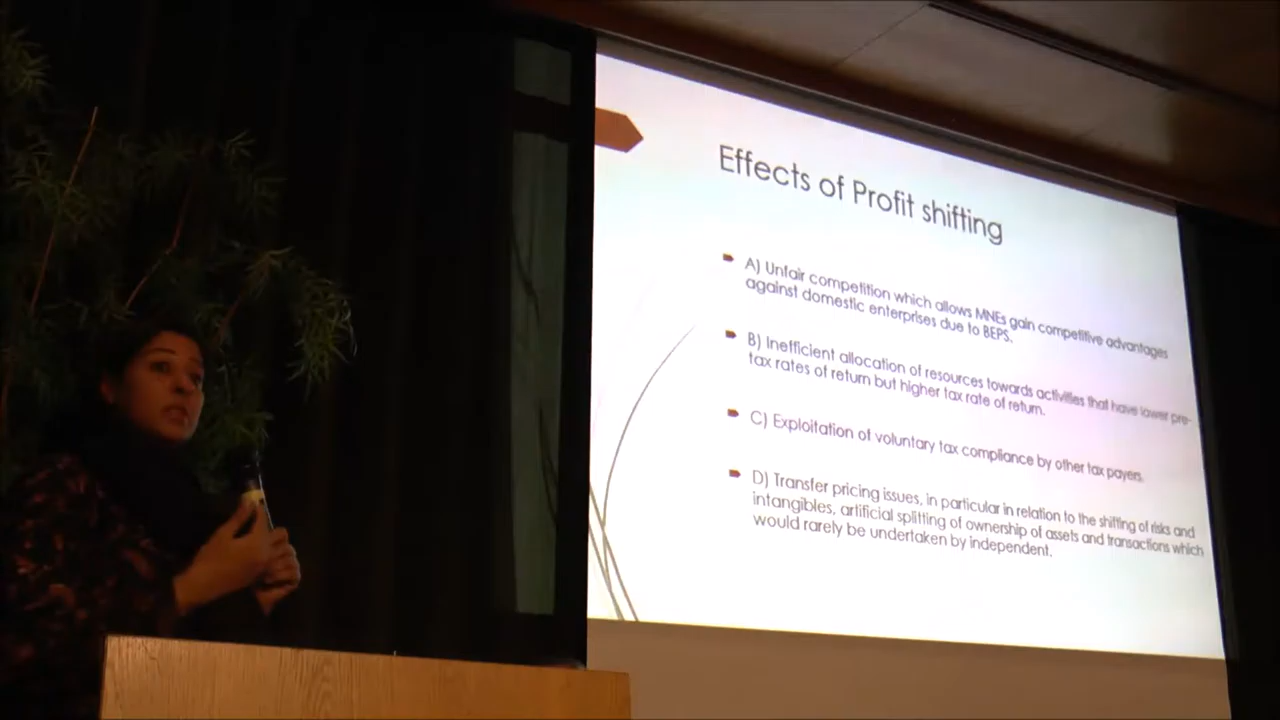 Effects of Profit shifting
A) Unfair competition which allows MNEs gain competitive advantages
against domestic enterprises due to BEPS.
B) Inefficient allocation of resources towards activities that have lower pre-
tax rates of return but higher tax rate of return.
C) Exploitation of voluntary tax compliance by other tax payers.
D) Transfer pricing issues, in particular in relation to the shifting of risks and
intangibles, artificial splitting of ownership of assets and transactions which
would rarely be undertaken by independent.